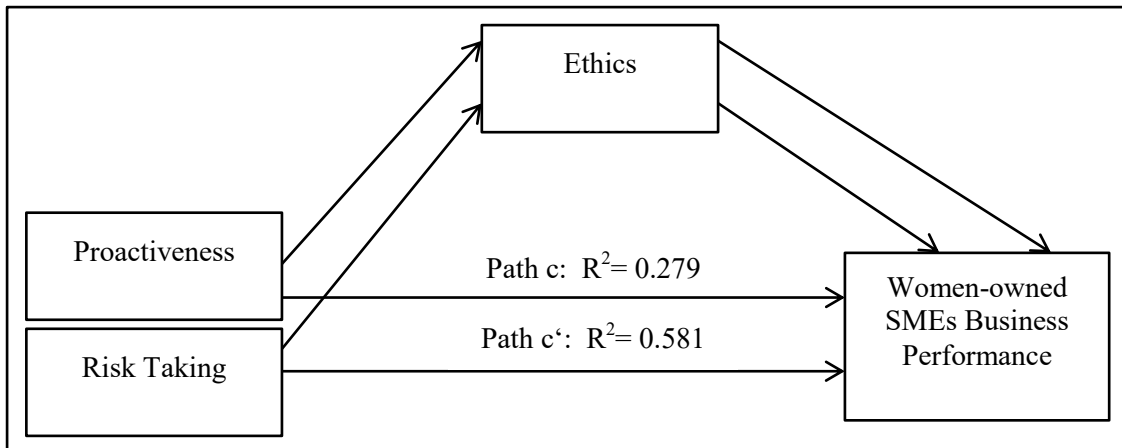 Ethics
Proactiveness
Path c: R²= 0.279
Women-owned
SMEs Business
Performance
Path c‘: R²= 0.581
Risk Taking